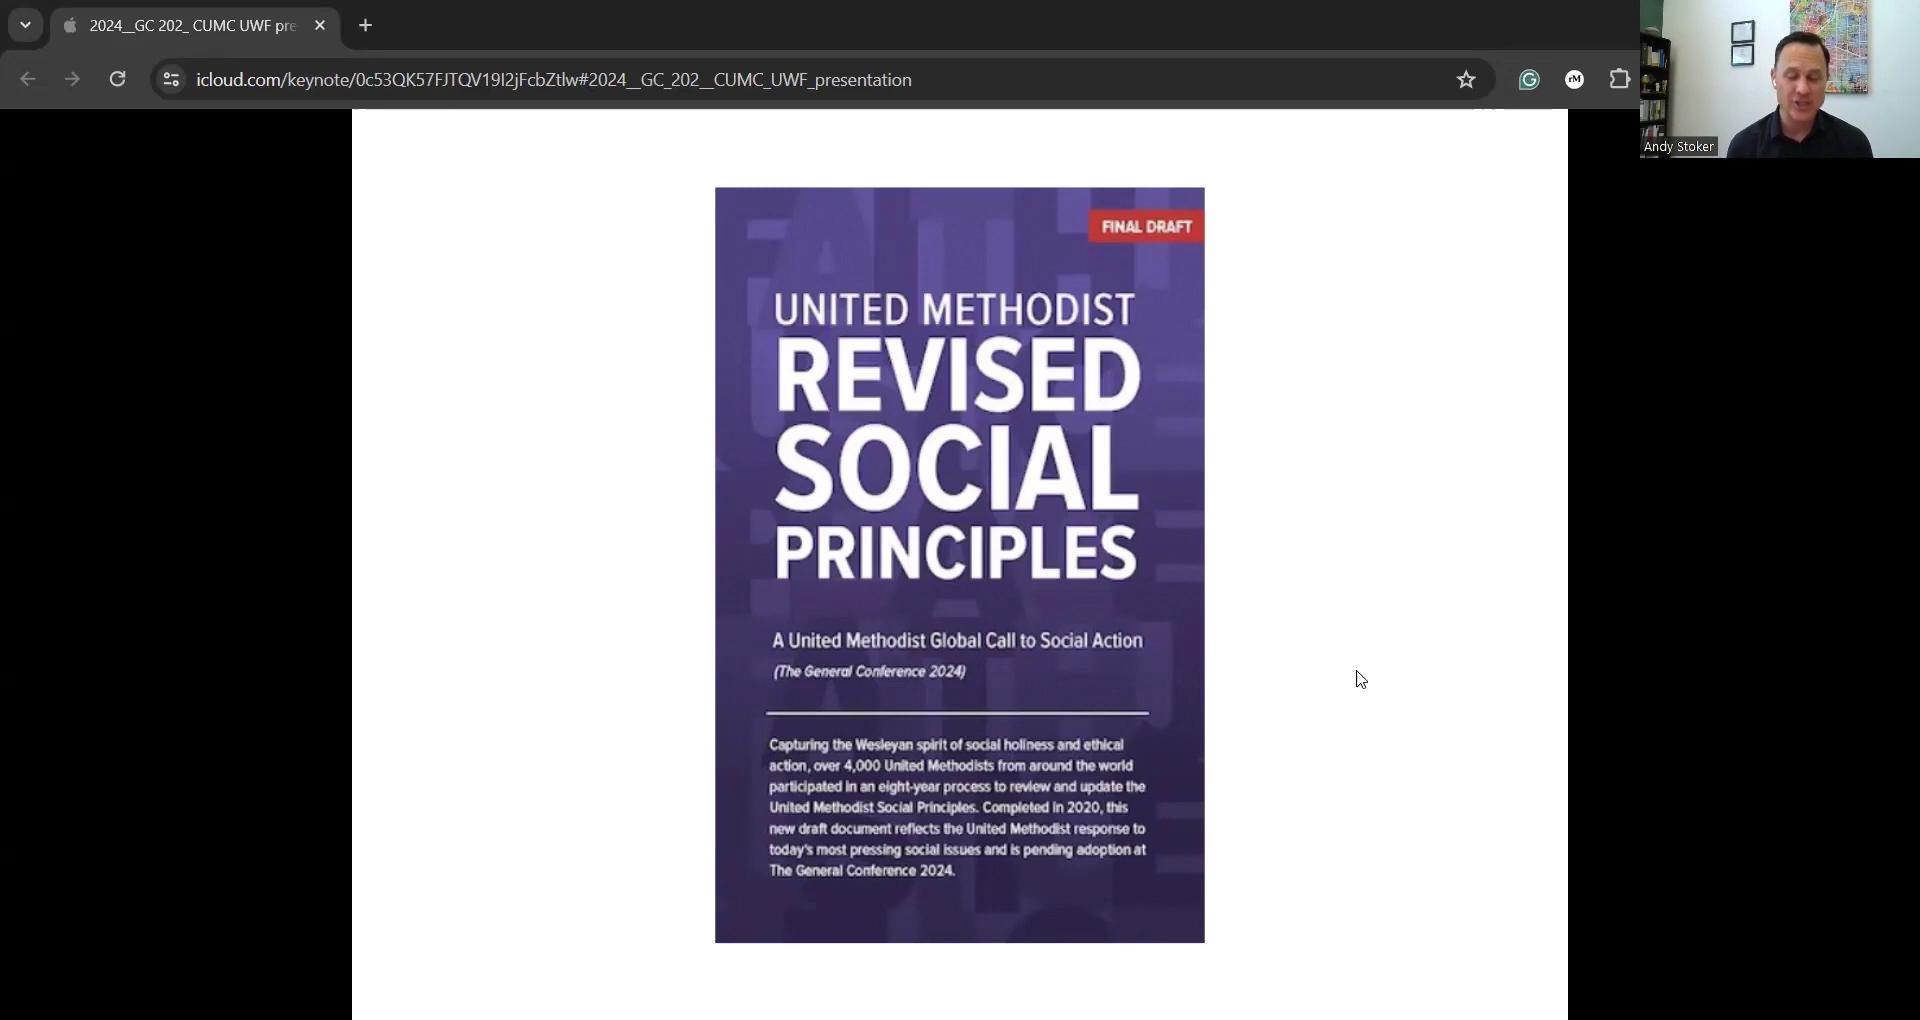 2024__GC 202_ CUMC UWF pre
icloud.com/keynote/0c53QK57FJTQV19I2jFcbZtlw#2024__GC_202__CUMC_UWF_presentation
G
rM
Andy Stoker
FINAL DRAFT
UNITED METHODIST
REVISED
SOCIAL
PRINCIPLES
A United Methodist Global Call to Social Action
(The General Conference 2024)
Capturing the Wesleyan spirit of social holiness and ethical
action, over 4,000 United Methodists from around the world
participated in an eight-year process to review and update the
United Methodist Social Principles. Completed in 2020, this
new draft document reflects the United Methodist response to
today's most pressing social issues and is pending adoption at
The General Conference 2024.